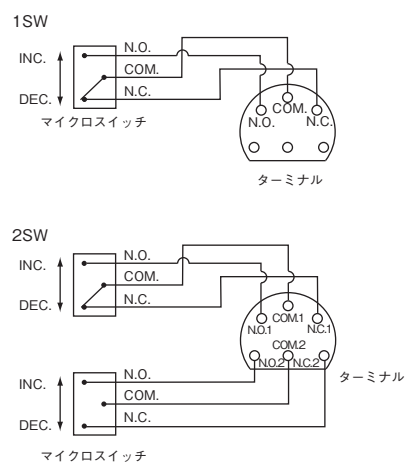 1SW
INC.
DEC.
N.O.
COM.
N.C.
マイクロスイッチ
N.O.
COM.
N.C.
ターミナル
2SW
INC.
DEC.
N.O.
COM.
N.C.
N.O.1
COM.1
N.C.1
COM.2
N.O.2
N.C.2
ターミナル
INC.
DEC.
N.O.
COM.
N.C.
マイクロスイッチ